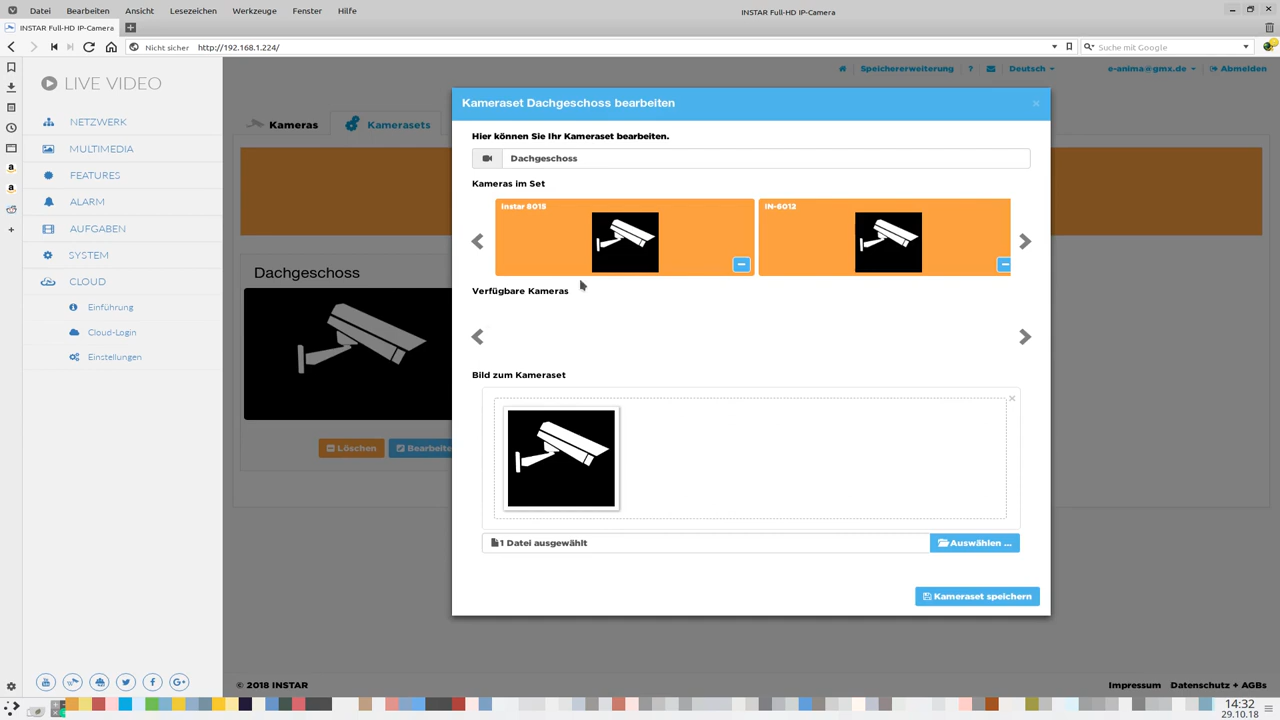 Datei Bearbeiten Ansicht Lesezeichen Werkzeuge Fenster Hilfe
INSTAR Full-HD IP-Camera
INSTAR Full-HD IP-Camera
Nicht sicher http://192.168.1.224/
Suche mit Google
LIVE VIDEO
NETZWERK
MULTIMEDIA
FEATURES
ALARM
AUFGABEN
SYSTEM
CLOUD
Einführung
Cloud-Login
Einstellungen
Speichererweiterung ? Deutsch e-anima@gmx.de Abmelden
Kameras Kamerasets
Dachgeschoss
Löschen Bearbeite
Kameraset Dachgeschoss bearbeiten
Hier können Sie Ihr Kameraset bearbeiten.
Dachgeschoss
Kameras im Set
Instar 8015 IN-6012
Verfügbare Kameras
Bild zum Kameraset
1 Datei ausgewählt Auswählen ...
Kameraset speichern
© 2018 INSTAR
Impressum Datenschutz + AGBs
14:32
29.10.18